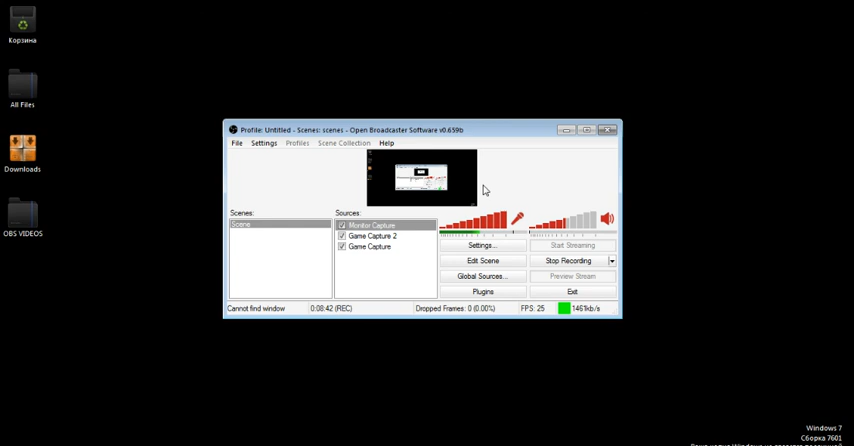 Корзина
All Files
Downloads
OBS VIDEOS
Profile: Untitled - Scenes: scenes - Open Broadcaster Software v0.659b
File Settings Profiles Scene Collection Help
Scenes:
Scene
Sources:
Monitor Capture
Game Capture 2
Game Capture
Settings... Start Streaming
Edit Scene Stop Recording
Global Sources... Preview Stream
Plugins Exit
Cannot find window 0:08:42 (REC) Dropped Frames: 0 (0.00%) FPS: 25 1461kb/s
Windows 7
Сборка 7601